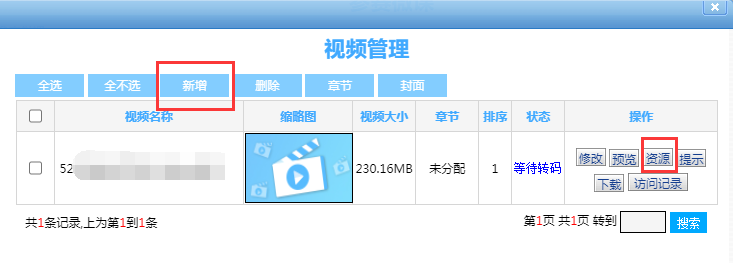 视频管理
全选 全不选 新增 删除 章节 封面
视频名称 缩略图 视频大小 章节 排序 状态 操作
52 230.16MB 未分配 1 等待转码 修改 预览 资源 提示
下载 访问记录
共1条记录,上为第1到1条 第1页 共1页 转到 搜索